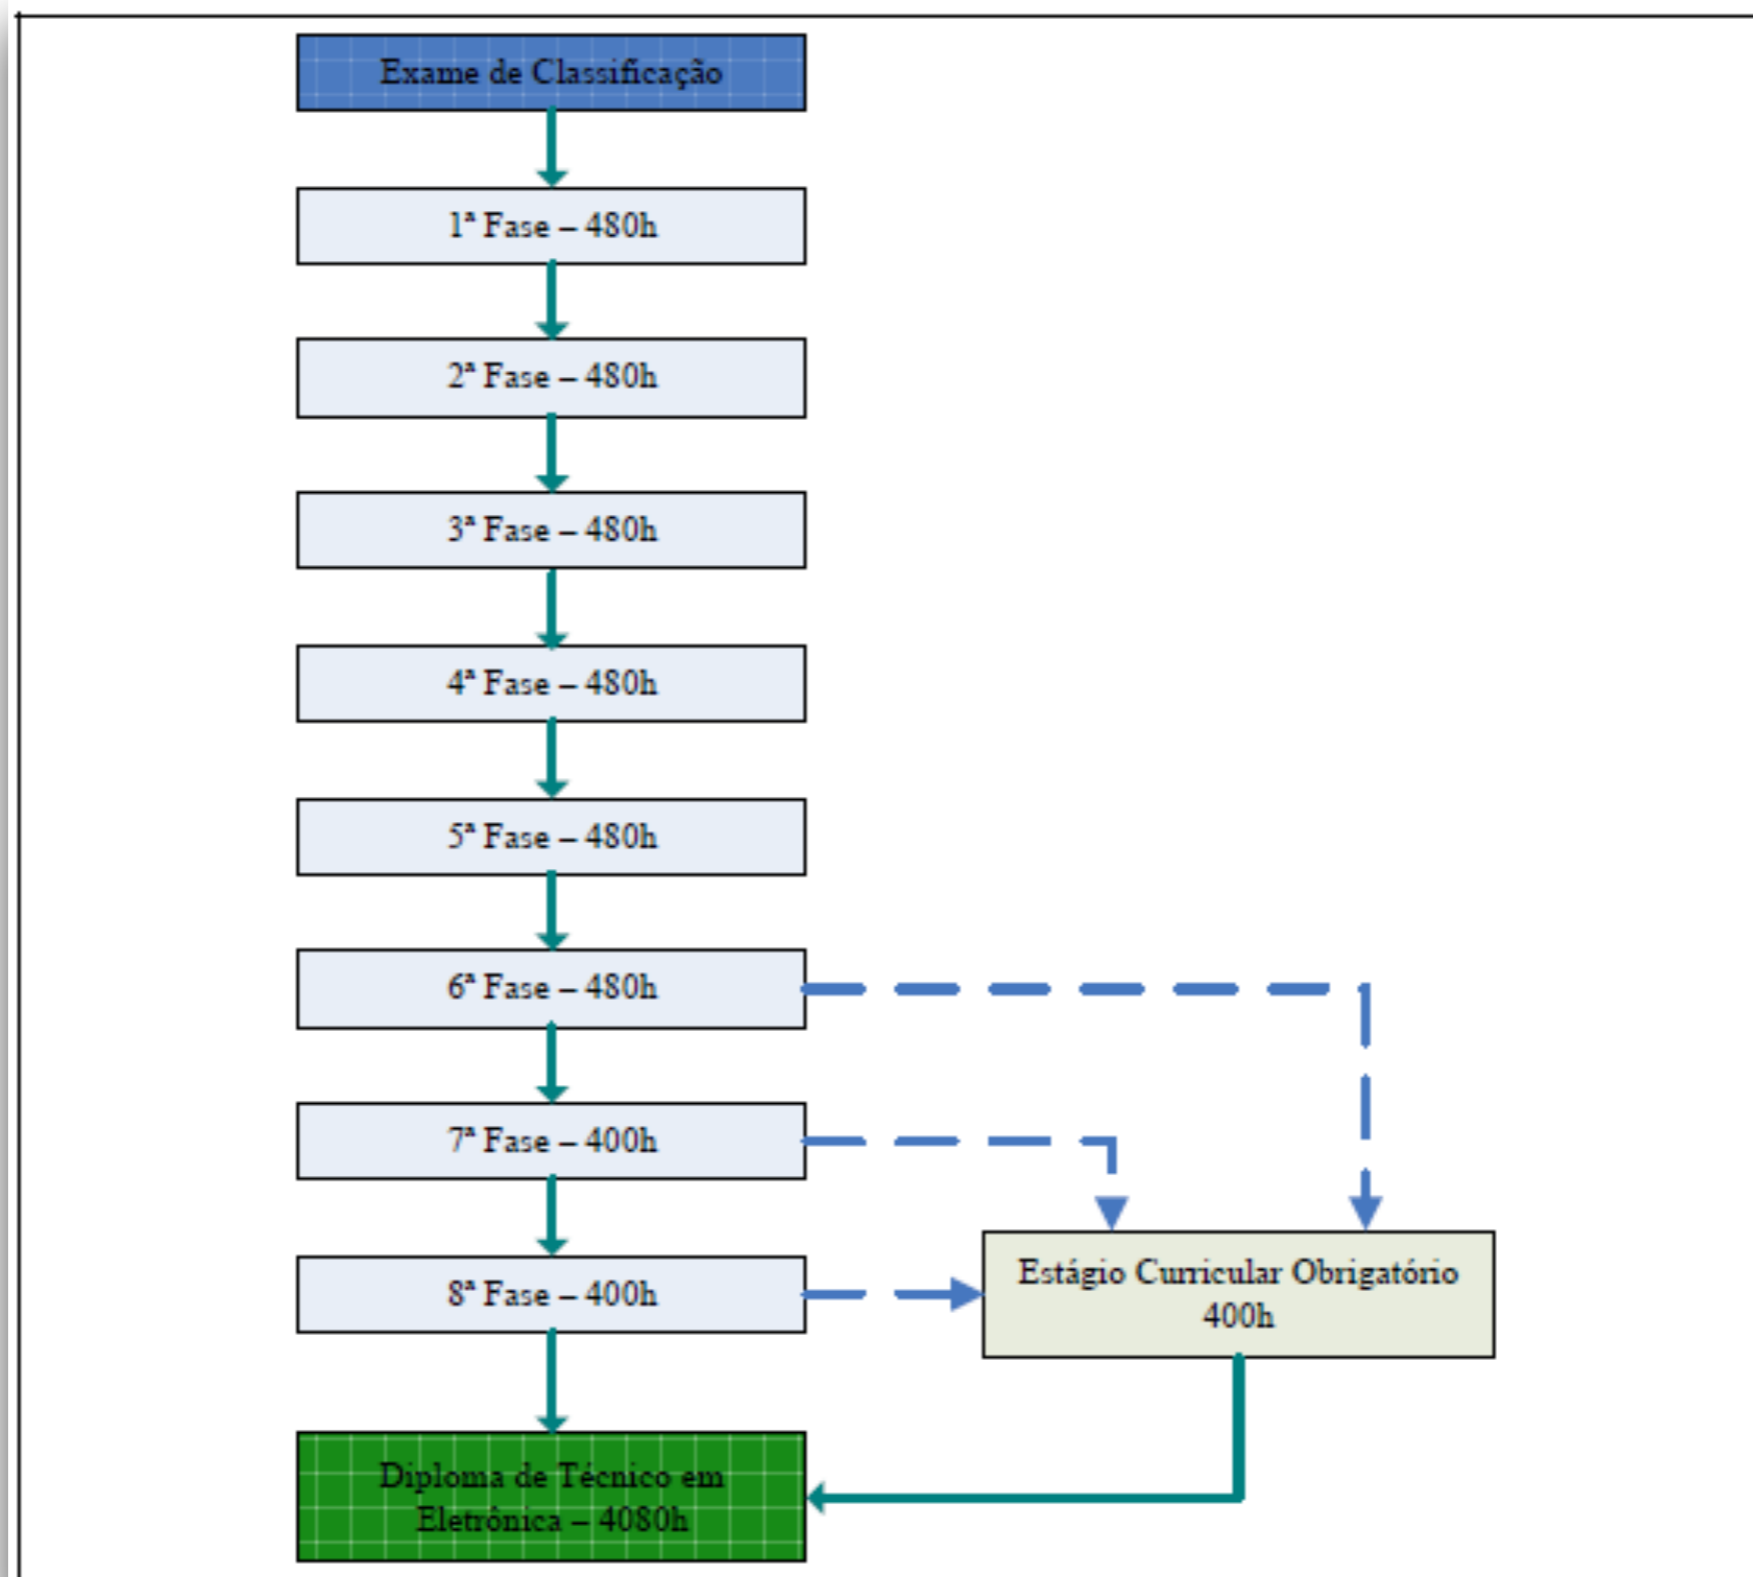 Exame de Classificação
1ª Fase – 480h
2ª Fase – 480h
3ª Fase – 480h
4ª Fase – 480h
5ª Fase – 480h
6ª Fase – 480h
7ª Fase – 400h
8ª Fase – 400h
Estágio Curricular Obrigatório
400h
Diploma de Técnico em
Eletrônica – 4080h